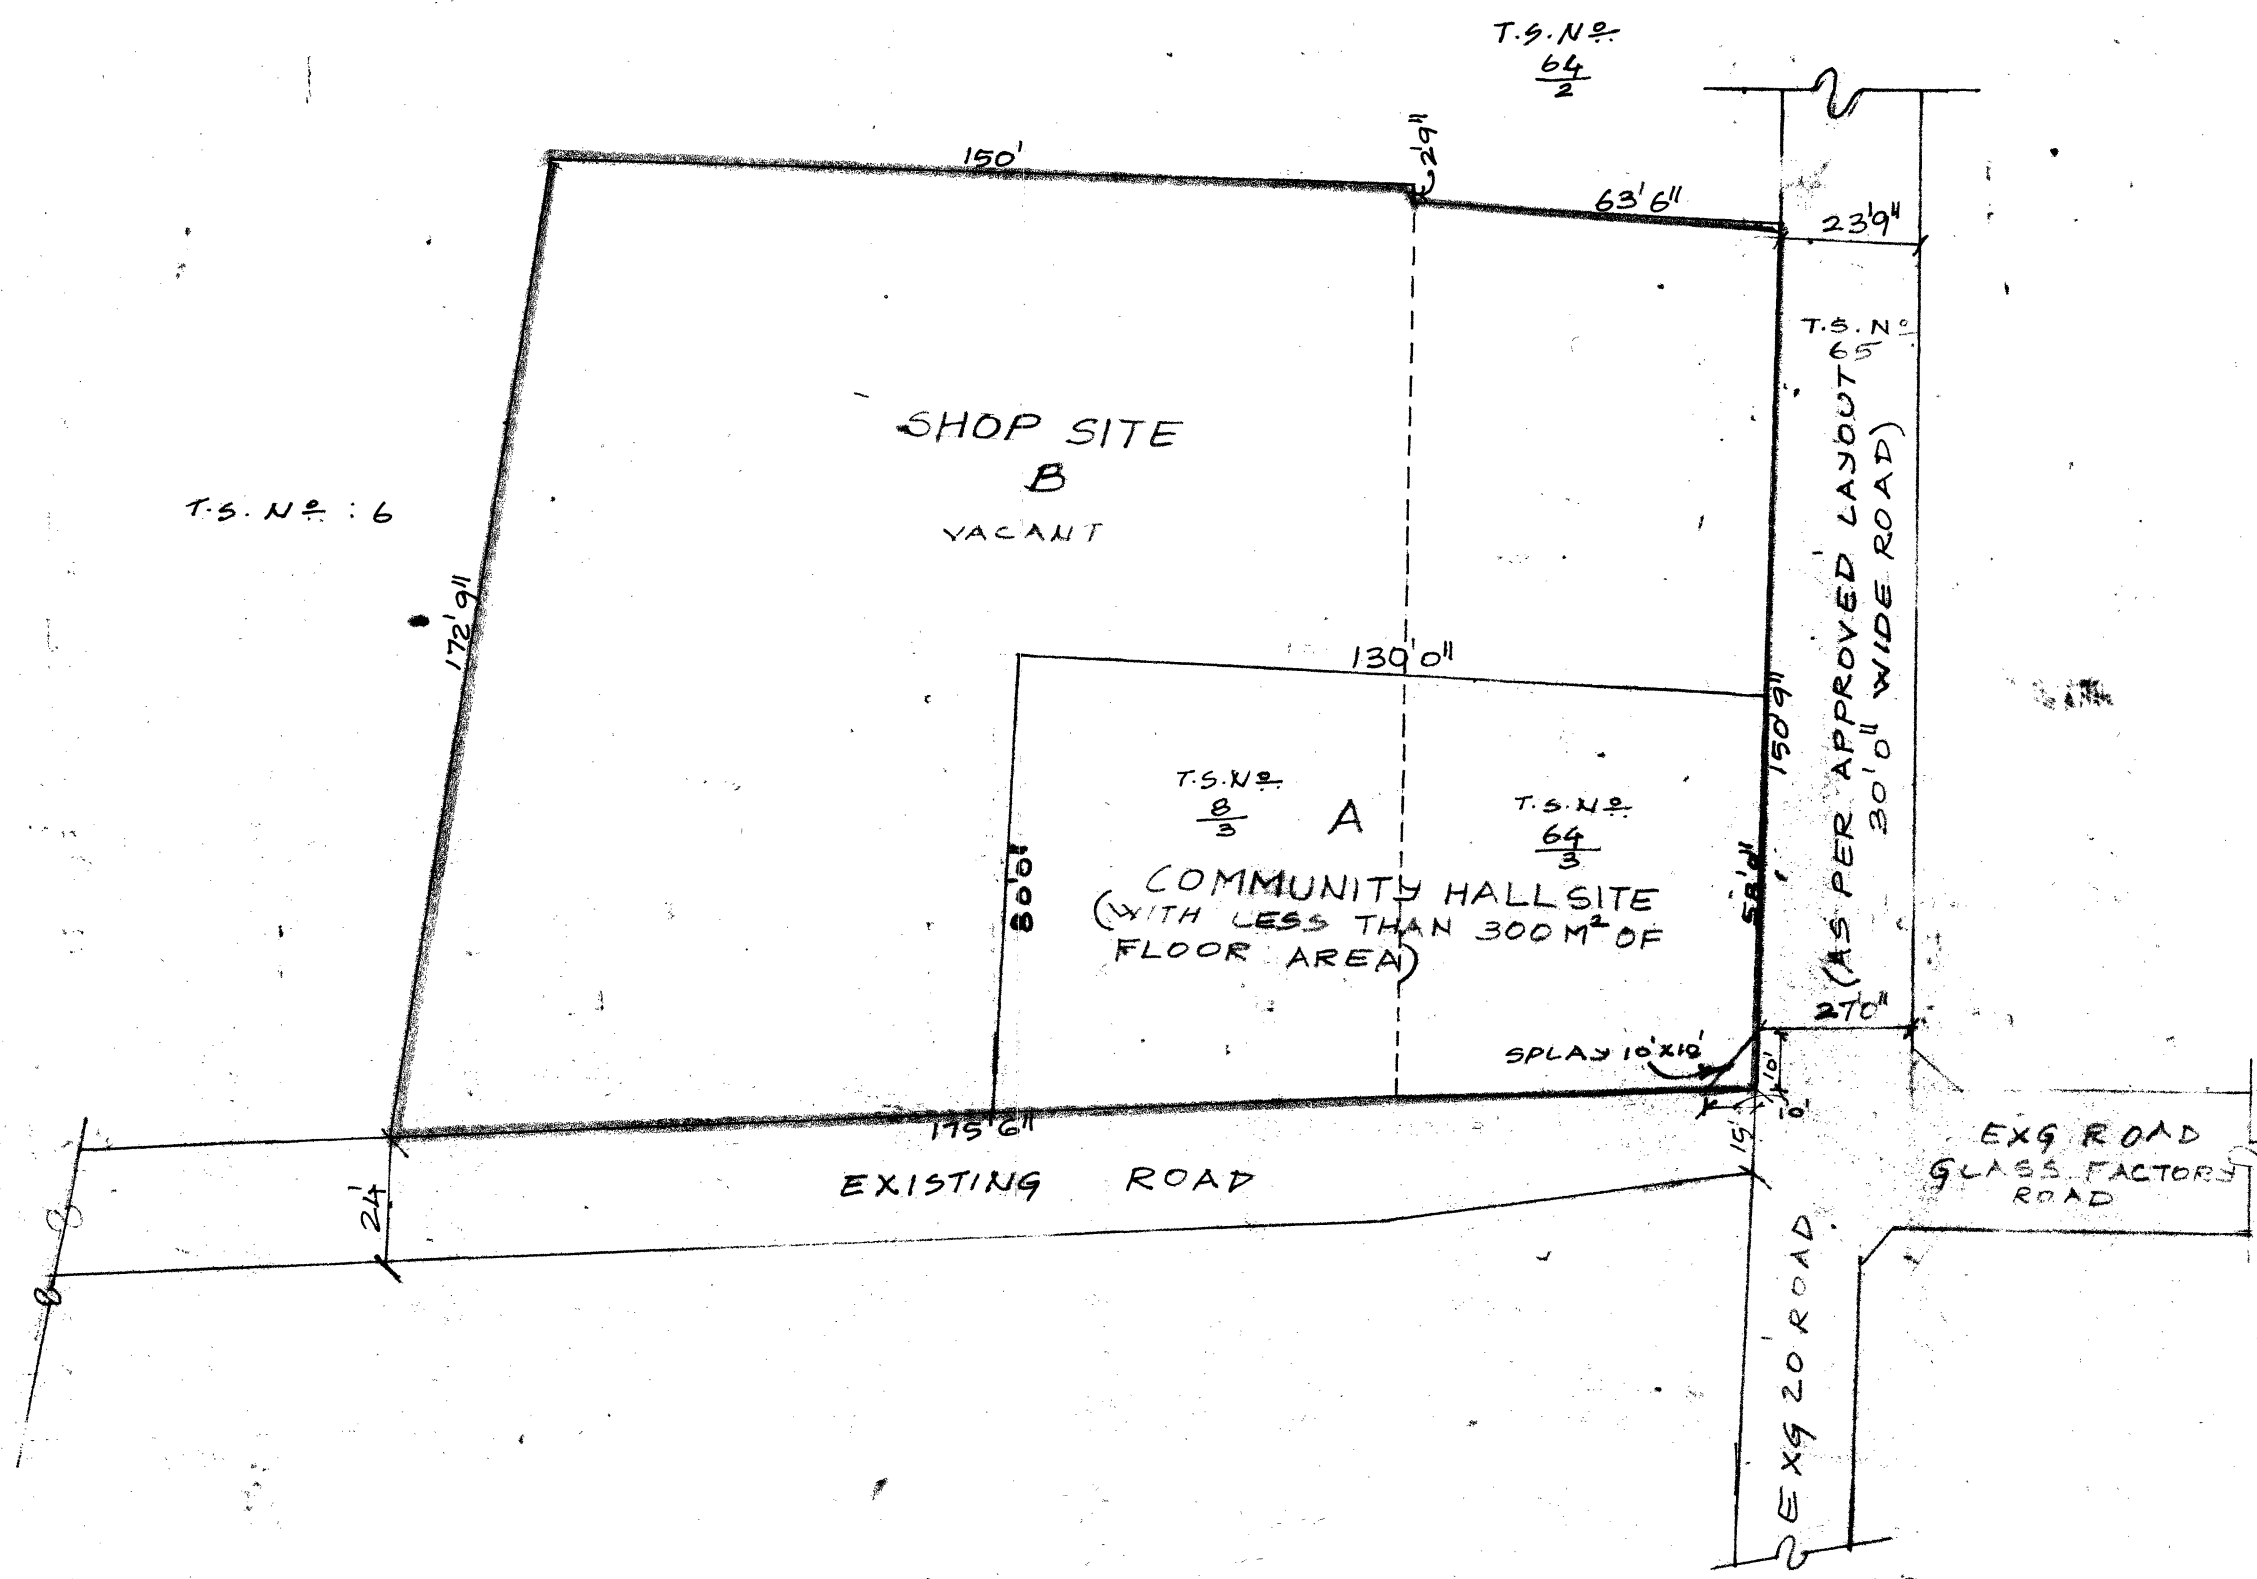 T.S.Nº
64
2
150'
2'9"
63'6"
23'9"
T.S.Nº
65
(AS PER APPROVED LAYOUT
30'0" WIDE ROAD)
SHOP SITE
B
VACANT
T.S. Nº : 6
172'9"
130'0"
150'9"
T.S.Nº
8
3
A
T.S.Nº
64
3
80'0"
COMMUNITY HALL SITE
(WITH LESS THAN 300 M² OF
FLOOR AREA)
27'0"
SPLAY 10'X10'
10'
10'
175'6"
15'
EXISTING ROAD
24'
EXG ROAD
GLASS FACTORY
ROAD
EXG 20' ROAD